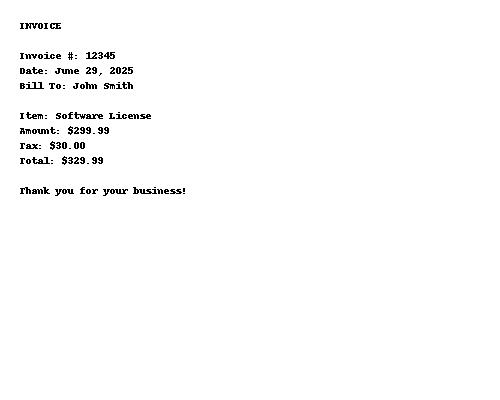 INVOICE
Invoice #: 12345
Date: June 29, 2025
Bill To: John Smith
Item: Software License
Amount: $299.99
Tax: $30.00
Total: $329.99
Thank you for your business!